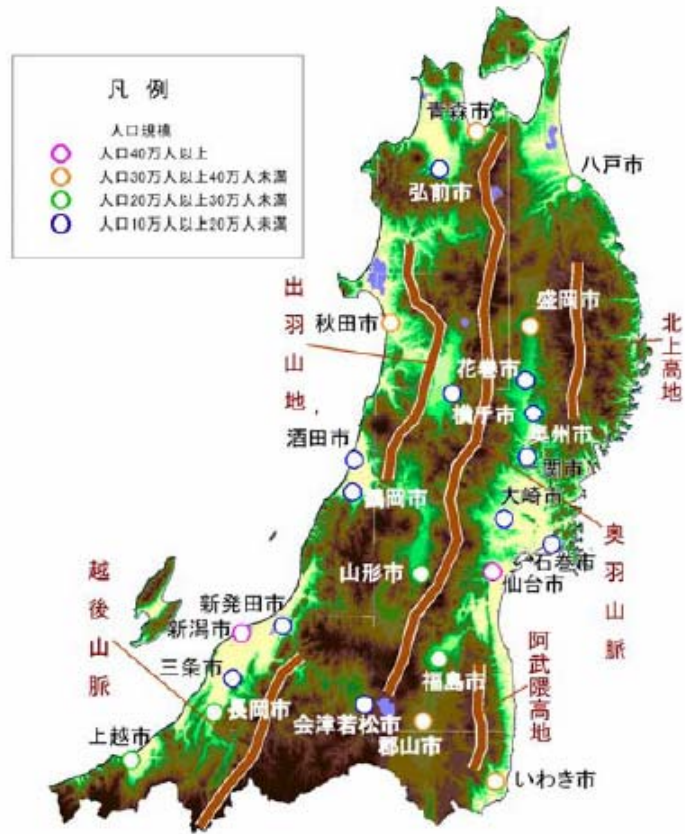 凡 例
人口規模
人口40万人以上
人口30万人以上40万人未満
人口20万人以上30万人未満
人口10万人以上20万人未満
青森市
八戸市
弘前市
出羽山地
秋田市
盛岡市
北上高地
花巻市
横手市
奥州市
酒田市
一関市
大崎市
鶴岡市
奥羽山脈
石巻市
山形市
仙台市
越後山脈
新発田市
新潟市
三条市
福島市
阿武隈高地
長岡市
会津若松市
郡山市
上越市
いわき市